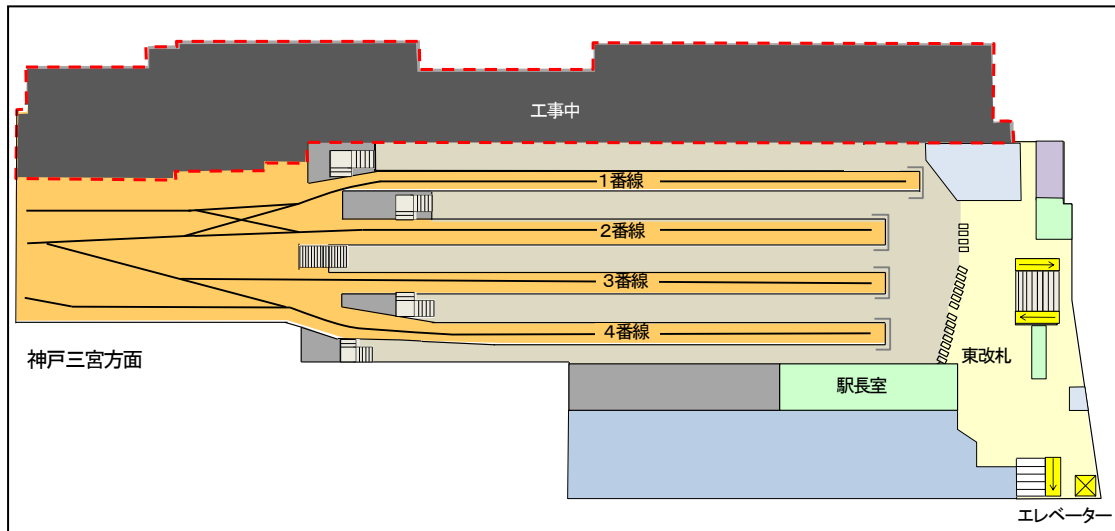 工事中
1番線
2番線
3番線
4番線
神戸三宮方面
東改札
駅長室
エレベーター